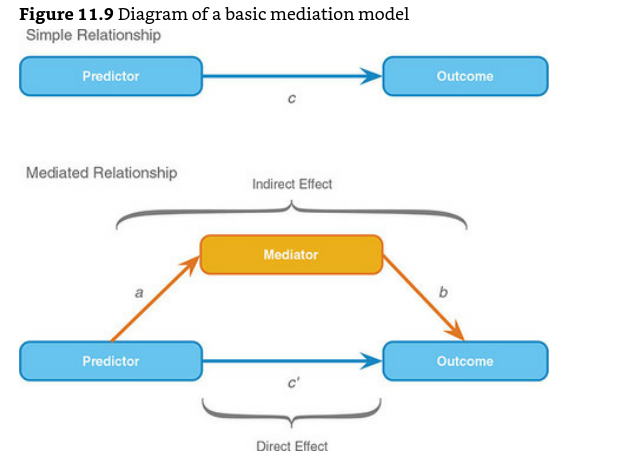 Figure 11.9 Diagram of a basic mediation model
Simple Relationship
Predictor
Outcome
c
Mediated Relationship
Indirect Effect
Mediator
a
b
Predictor
Outcome
c'
Direct Effect